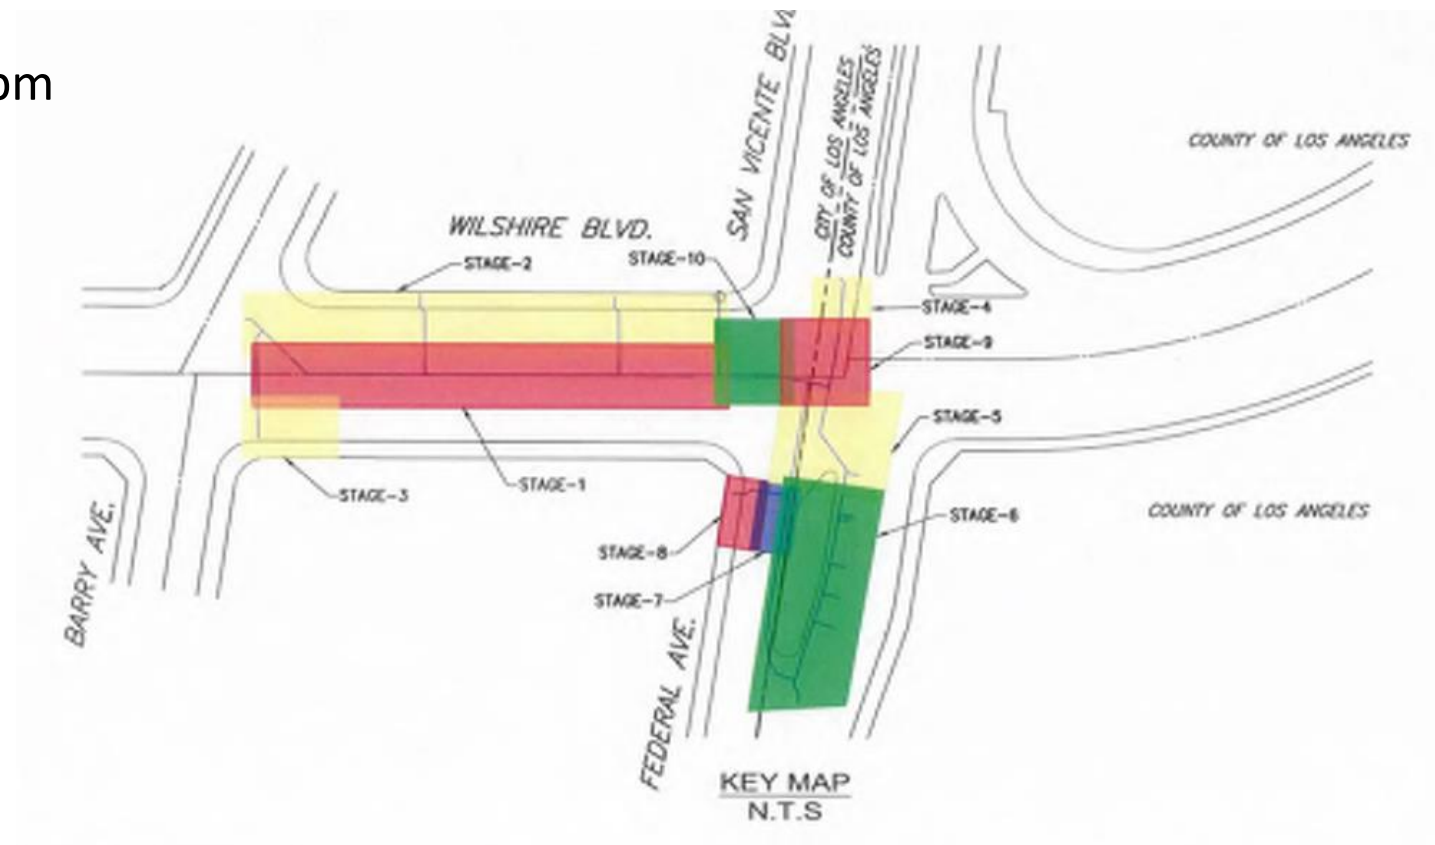 pm
SAN VICENTE BLVD
CITY OF LOS ANGELES
COUNTY OF LOS ANGELES
COUNTY OF LOS ANGELES
WILSHIRE BLVD.
STAGE-2
STAGE-10
STAGE-4
STAGE-9
STAGE-5
STAGE-3
STAGE-1
STAGE-6
COUNTY OF LOS ANGELES
BARRY AVE.
STAGE-8
STAGE-7
FEDERAL AVE.
KEY MAP
N.T.S